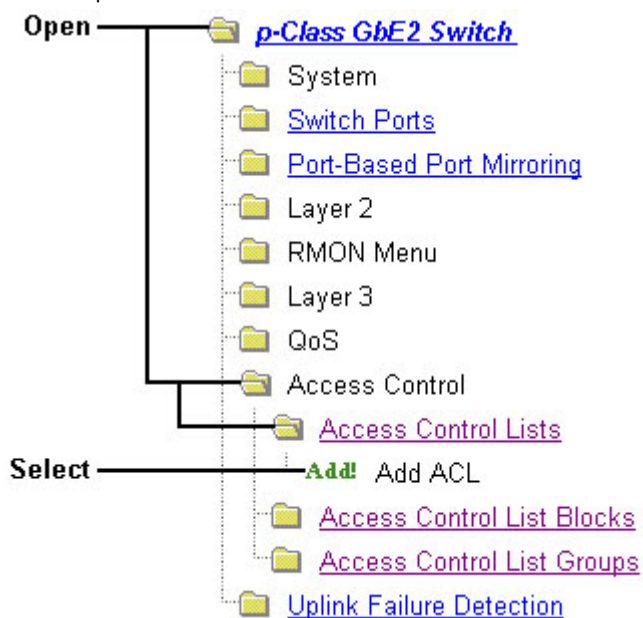 Open p-Class GbE2 Switch
System
Switch Ports
Port-Based Port Mirroring
Layer 2
RMON Menu
Layer 3
QoS
Access Control
Access Control Lists
Select Add! Add ACL
Access Control List Blocks
Access Control List Groups
Uplink Failure Detection